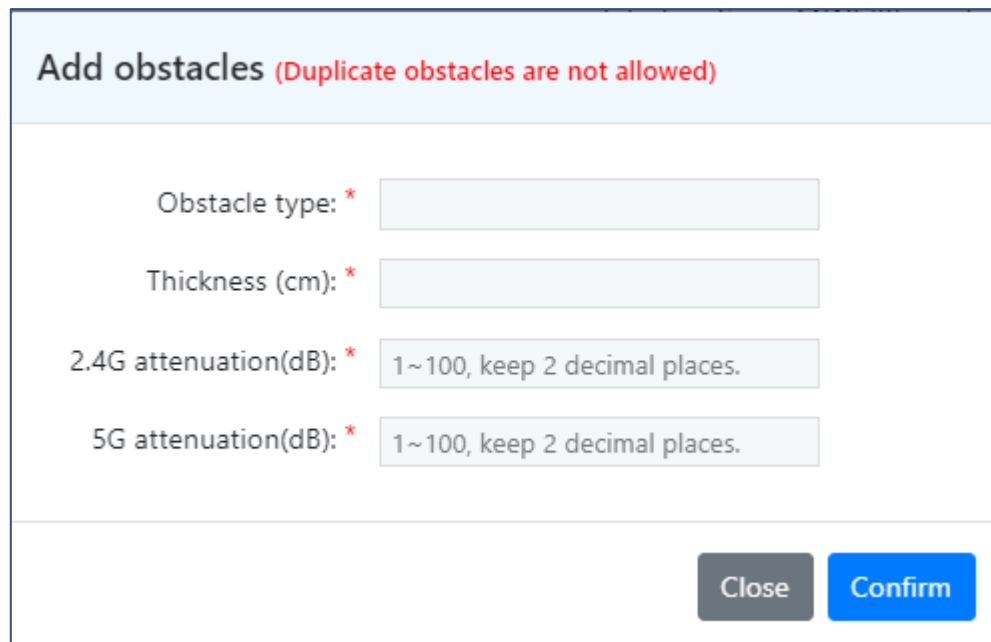 Add obstacles (Duplicate obstacles are not allowed)
Obstacle type: *
Thickness (cm): *
2.4G attenuation(dB): * 1~100, keep 2 decimal places.
5G attenuation(dB): * 1~100, keep 2 decimal places.
Close Confirm